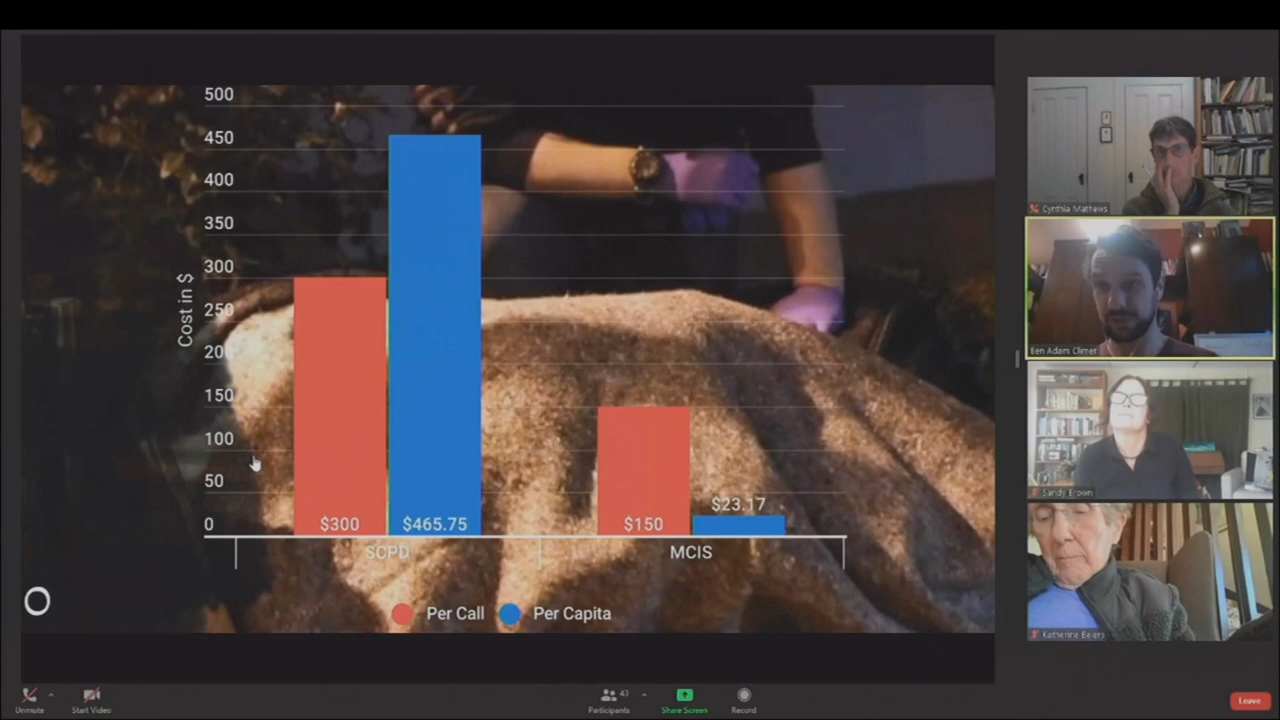 500
450
400
350
300
250
200
150
100
50
0
Cost in $
$300
$465.75
$150
$23.17
SCPD
MCIS
Per Call
Per Capita
Cynthia Mathews
Ben Adam Climer
Sandy Brown
Katherine Beiers
Unmute
Start Video
Participants
43
Share Screen
Record
Leave